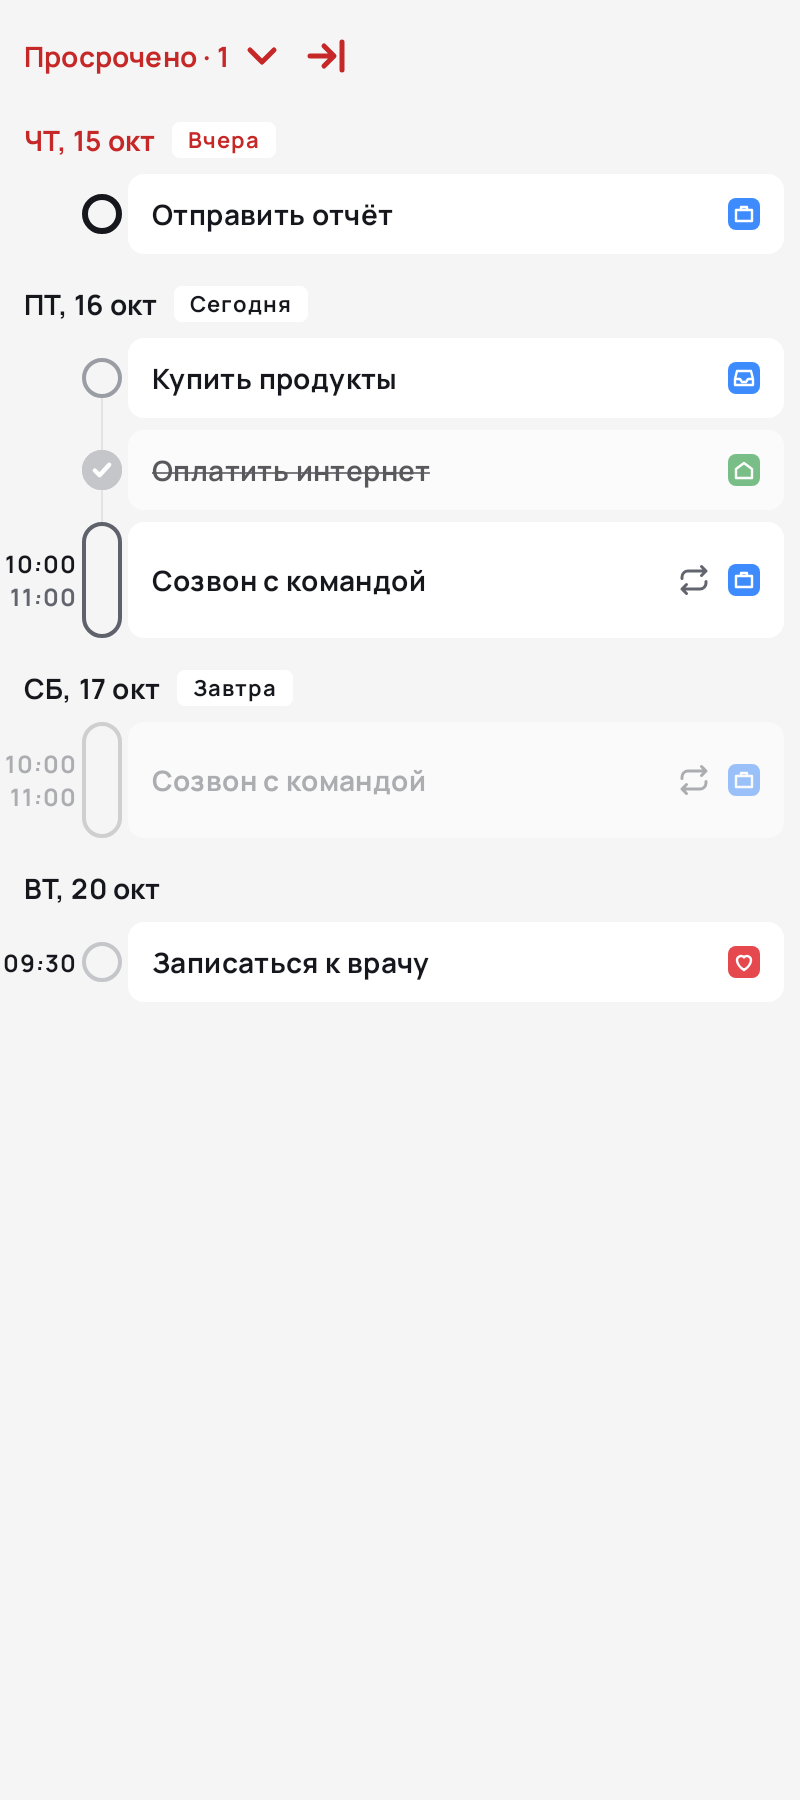 Просрочено · 1
ЧТ, 15 окт Вчера
Отправить отчёт
ПТ, 16 окт Сегодня
Купить продукты
Оплатить интернет
10:00
11:00
Созвон с командой
СБ, 17 окт Завтра
10:00
11:00
Созвон с командой
ВТ, 20 окт
09:30 Записаться к врачу